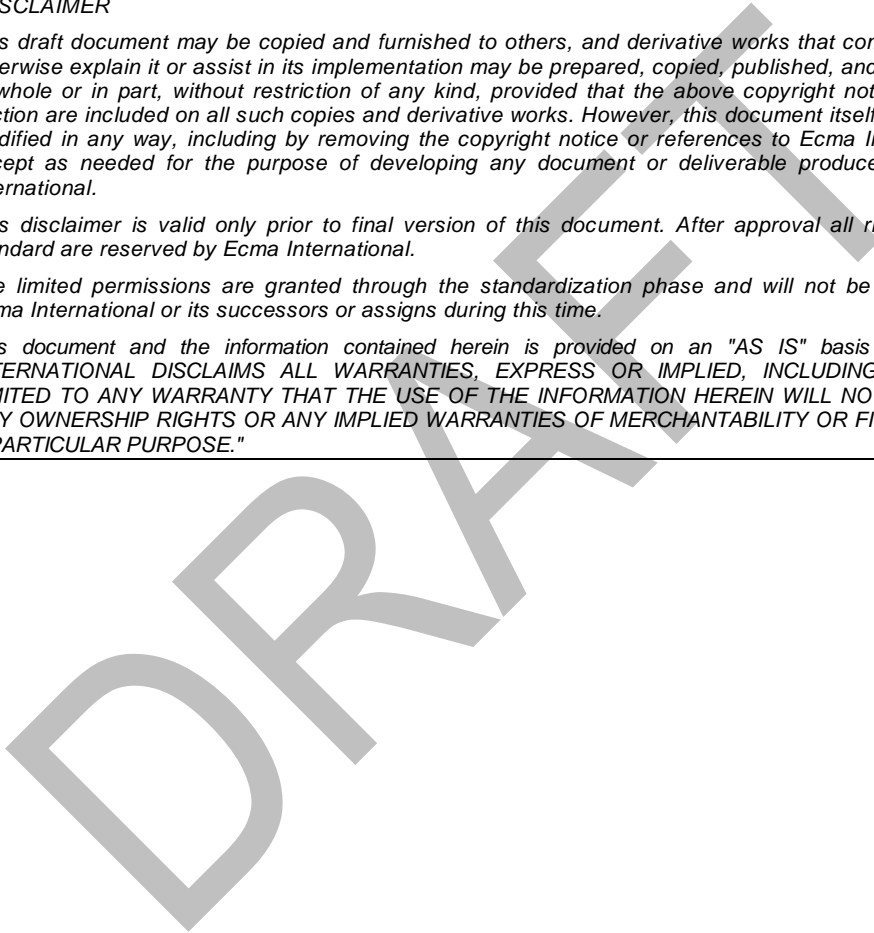 SCLAIMER
s draft document may be copied and furnished to others, and derivative works that con
erwise explain it or assist in its implementation may be prepared, copied, published, and
whole or in part, without restriction of any kind, provided that the above copyright not
ction are included on all such copies and derivative works. However, this document itself
dified in any way, including by removing the copyright notice or references to Ecma I
cept as needed for the purpose of developing any document or deliverable produce
ernational.
s disclaimer is valid only prior to final version of this document. After approval all r
ndard are reserved by Ecma International.
e limited permissions are granted through the standardization phase and will not be
ma International or its successors or assigns during this time.
s document and the information contained herein is provided on an "AS IS" basis
TERNATIONAL DISCLAIMS ALL WARRANTIES, EXPRESS OR IMPLIED, INCLUDING
MITED TO ANY WARRANTY THAT THE USE OF THE INFORMATION HEREIN WILL NO
Y OWNERSHIP RIGHTS OR ANY IMPLIED WARRANTIES OF MERCHANTABILITY OR FI
PARTICULAR PURPOSE."
DRAFT